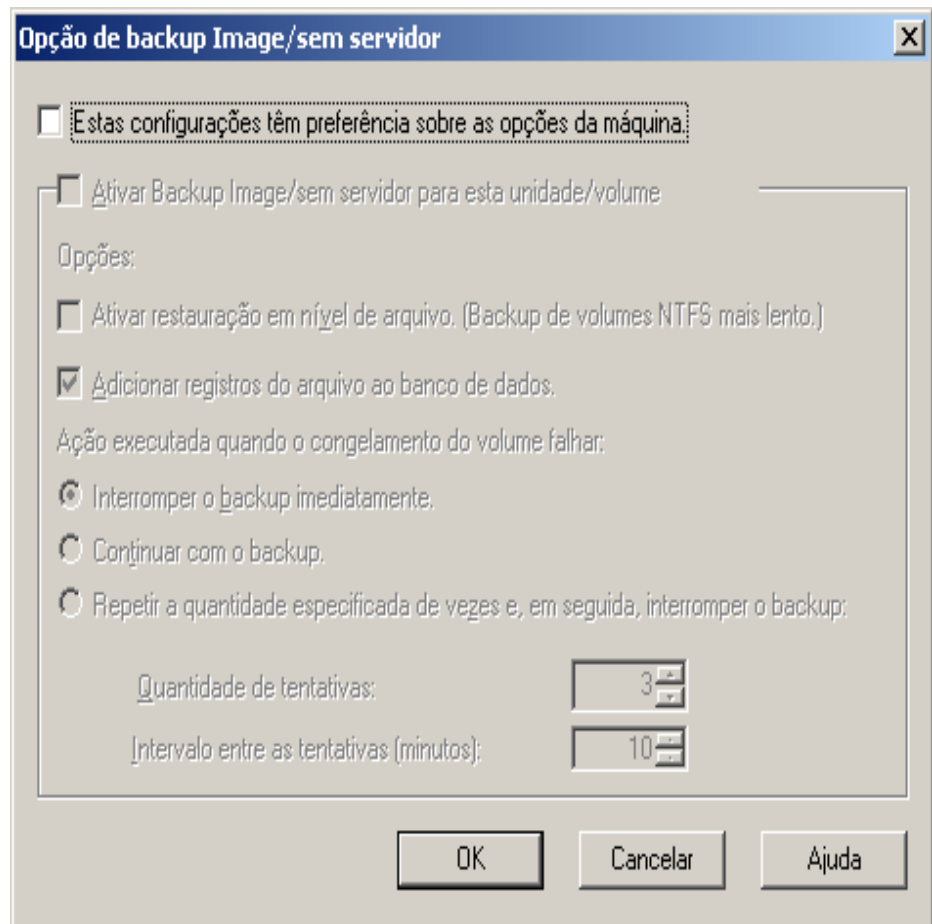 Opção de backup Image/sem servidor
Estas configurações têm preferência sobre as opções da máquina.
Ativar Backup Image/sem servidor para esta unidade/volume
Opções:
Ativar restauração em nível de arquivo. (Backup de volumes NTFS mais lento.)
Adicionar registros do arquivo ao banco de dados.
Ação executada quando o congelamento do volume falhar:
Interromper o backup imediatamente.
Continuar com o backup.
Repetir a quantidade especificada de vezes e, em seguida, interromper o backup:
Quantidade de tentativas: 3
Intervalo entre as tentativas (minutos): 10
OK Cancelar Ajuda